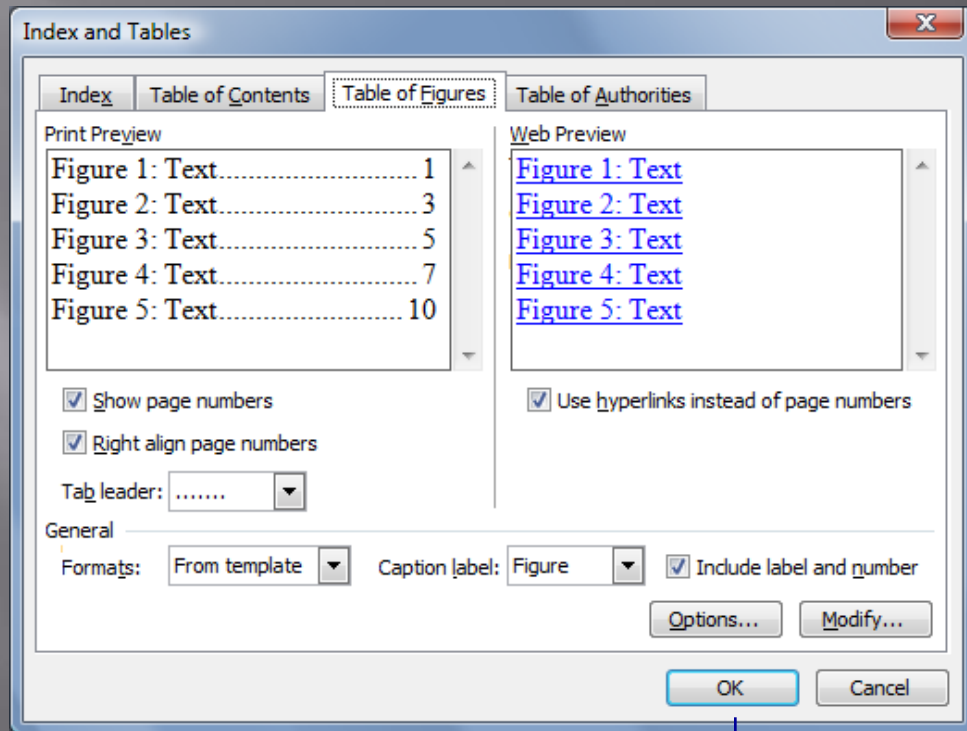 Index and Tables
Index Table of Contents Table of Figures Table of Authorities
Print Preview
Figure 1: Text.............................. 1
Figure 2: Text.............................. 3
Figure 3: Text.............................. 5
Figure 4: Text.............................. 7
Figure 5: Text............................ 10
Web Preview
Figure 1: Text
Figure 2: Text
Figure 3: Text
Figure 4: Text
Figure 5: Text
Show page numbers
Right align page numbers
Tab leader: .......
Use hyperlinks instead of page numbers
General
Formats: From template Caption label: Figure Include label and number
Options... Modify...
OK Cancel